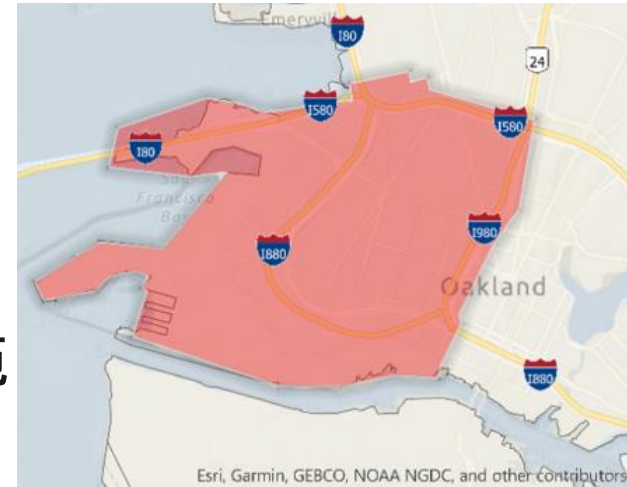 Emeryvill
I80
24
I580
I580
I80
San
Francisco
Bay
I980
I880
Oakland
I880
Esri, Garmin, GEBCO, NOAA NGDC, and other contributors